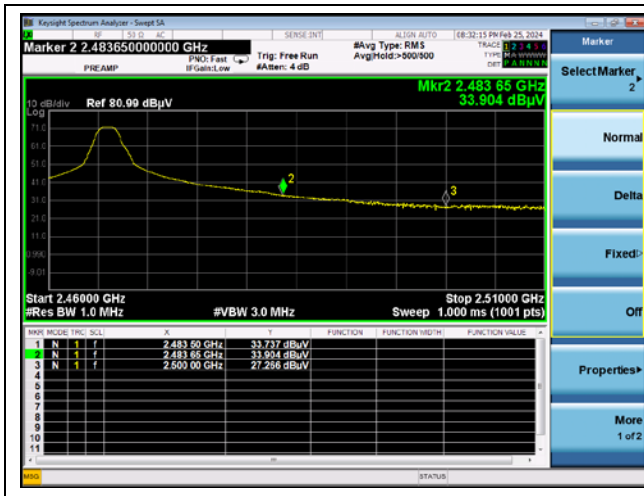 Keysight Spectrum Analyzer - Swept SA
RF 50 Ω AC SENSE:INT ALIGN AUTO 08:32:15 PM Feb 25, 2024
Marker 2 2.483650000000 GHz
PREAMP
PNO: Fast
IFGain:Low
Trig: Free Run
#Atten: 4 dB
#Avg Type: RMS
Avg|Hold:>500/500
TRACE 1 2 3 4 5 6
TYPE M A W W W W
DET P A N N N N
Mkr2 2.483 65 GHz
33.904 dBµV
10 dB/div Ref 80.99 dBµV
Log
71.0
61.0
51.0
41.0
31.0
21.0
11.0
0.990
-9.01
2
3
Start 2.46000 GHz Stop 2.51000 GHz
#Res BW 1.0 MHz #VBW 3.0 MHz Sweep 1.000 ms (1001 pts)
MKR MODE TRC SCL X Y FUNCTION FUNCTION WIDTH FUNCTION VALUE
1 N 1 f 2.483 50 GHz 33.737 dBuV
2 N 1 f 2.483 65 GHz 33.904 dBuV
3 N 1 f 2.500 00 GHz 27.266 dBuV
4
5
6
7
8
9
10
11
MSG STATUS
Marker
Select Marker
2
Normal
Delta
Fixed
Off
Properties
More
1 of 2